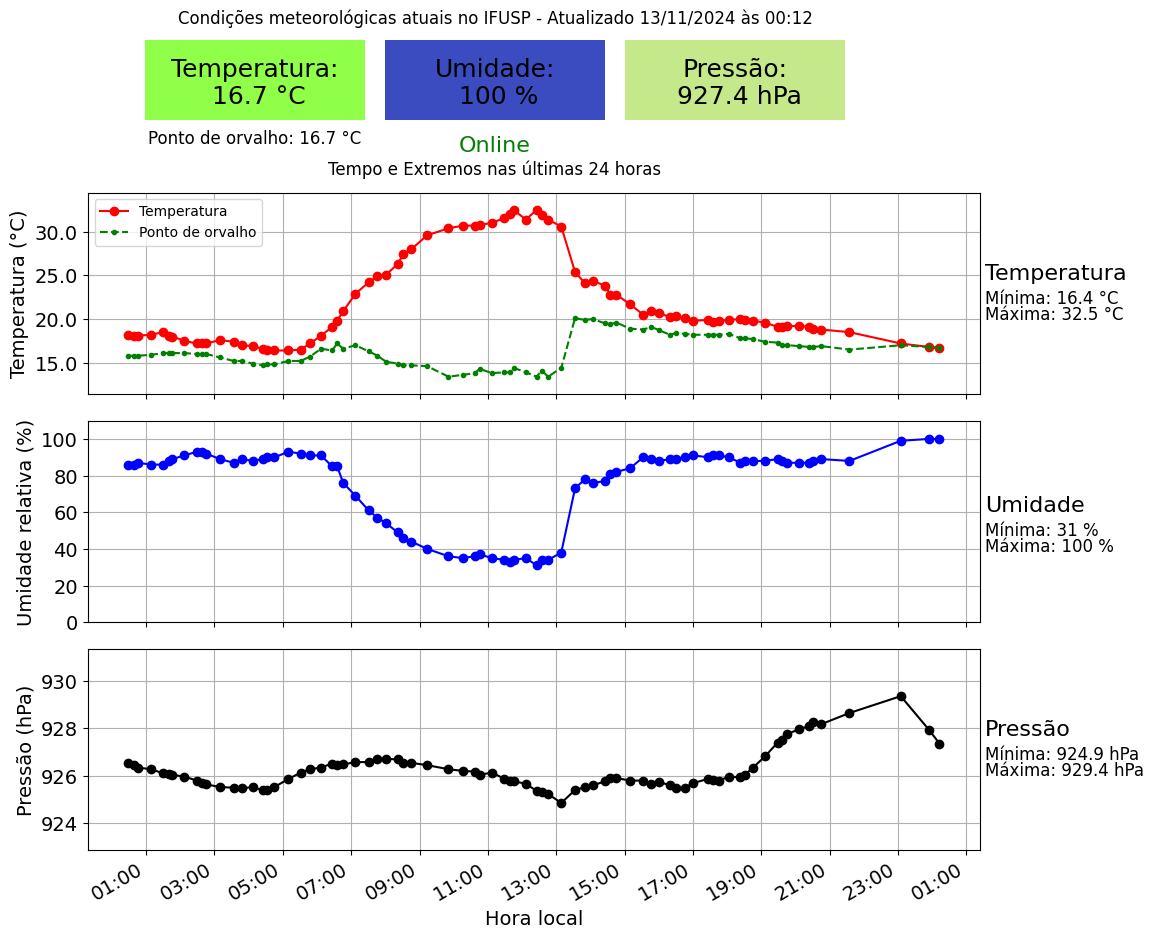 Condições meteorológicas atuais no IFUSP - Atualizado 13/11/2024 às 00:12
Temperatura:
16.7 °C
Umidade:
100 %
Pressão:
927.4 hPa
Ponto de orvalho: 16.7 °C
Online
Tempo e Extremos nas últimas 24 horas
Temperatura (°C)
30.0
25.0
20.0
15.0
Temperatura
Ponto de orvalho
Temperatura
Mínima: 16.4 °C
Máxima: 32.5 °C
Umidade relativa (%)
100
80
60
40
20
0
Umidade
Mínima: 31 %
Máxima: 100 %
Pressão (hPa)
930
928
926
924
Pressão
Mínima: 924.9 hPa
Máxima: 929.4 hPa
01:00 03:00 05:00 07:00 09:00 11:00 13:00 15:00 17:00 19:00 21:00 23:00 01:00
Hora local